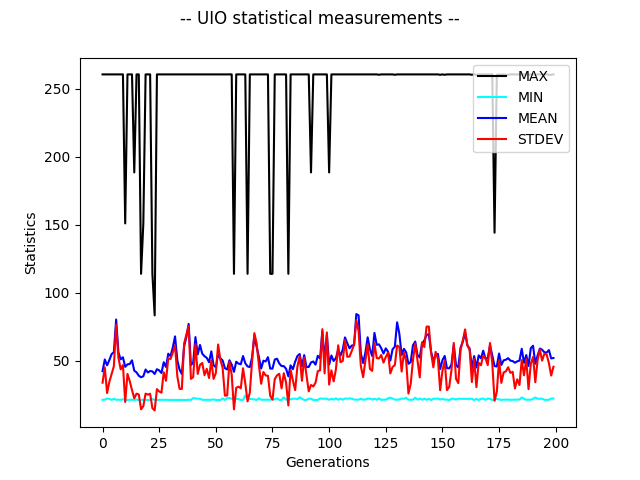 -- UIO statistical measurements --
MAX
MIN
MEAN
STDEV
Statistics
250
200
150
100
50
0 25 50 75 100 125 150 175 200
Generations